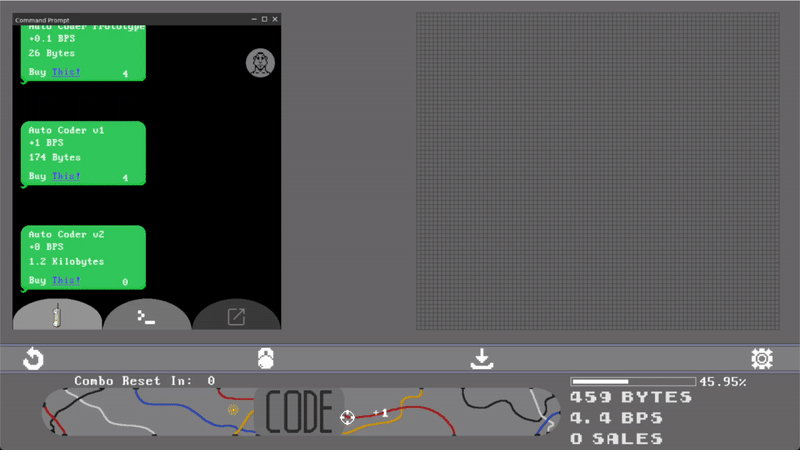 Command Prompt
Auto Coder Prototype
+0.1 BPS
26 Bytes
Buy This! 4
Auto Coder v1
+1 BPS
174 Bytes
Buy This! 4
Auto Coder v2
+8 BPS
1.2 Kilobytes
Buy This! 0
Combo Reset In: 0
CODE
+1
45.95%
459 BYTES
4.4 BPS
0 SALES